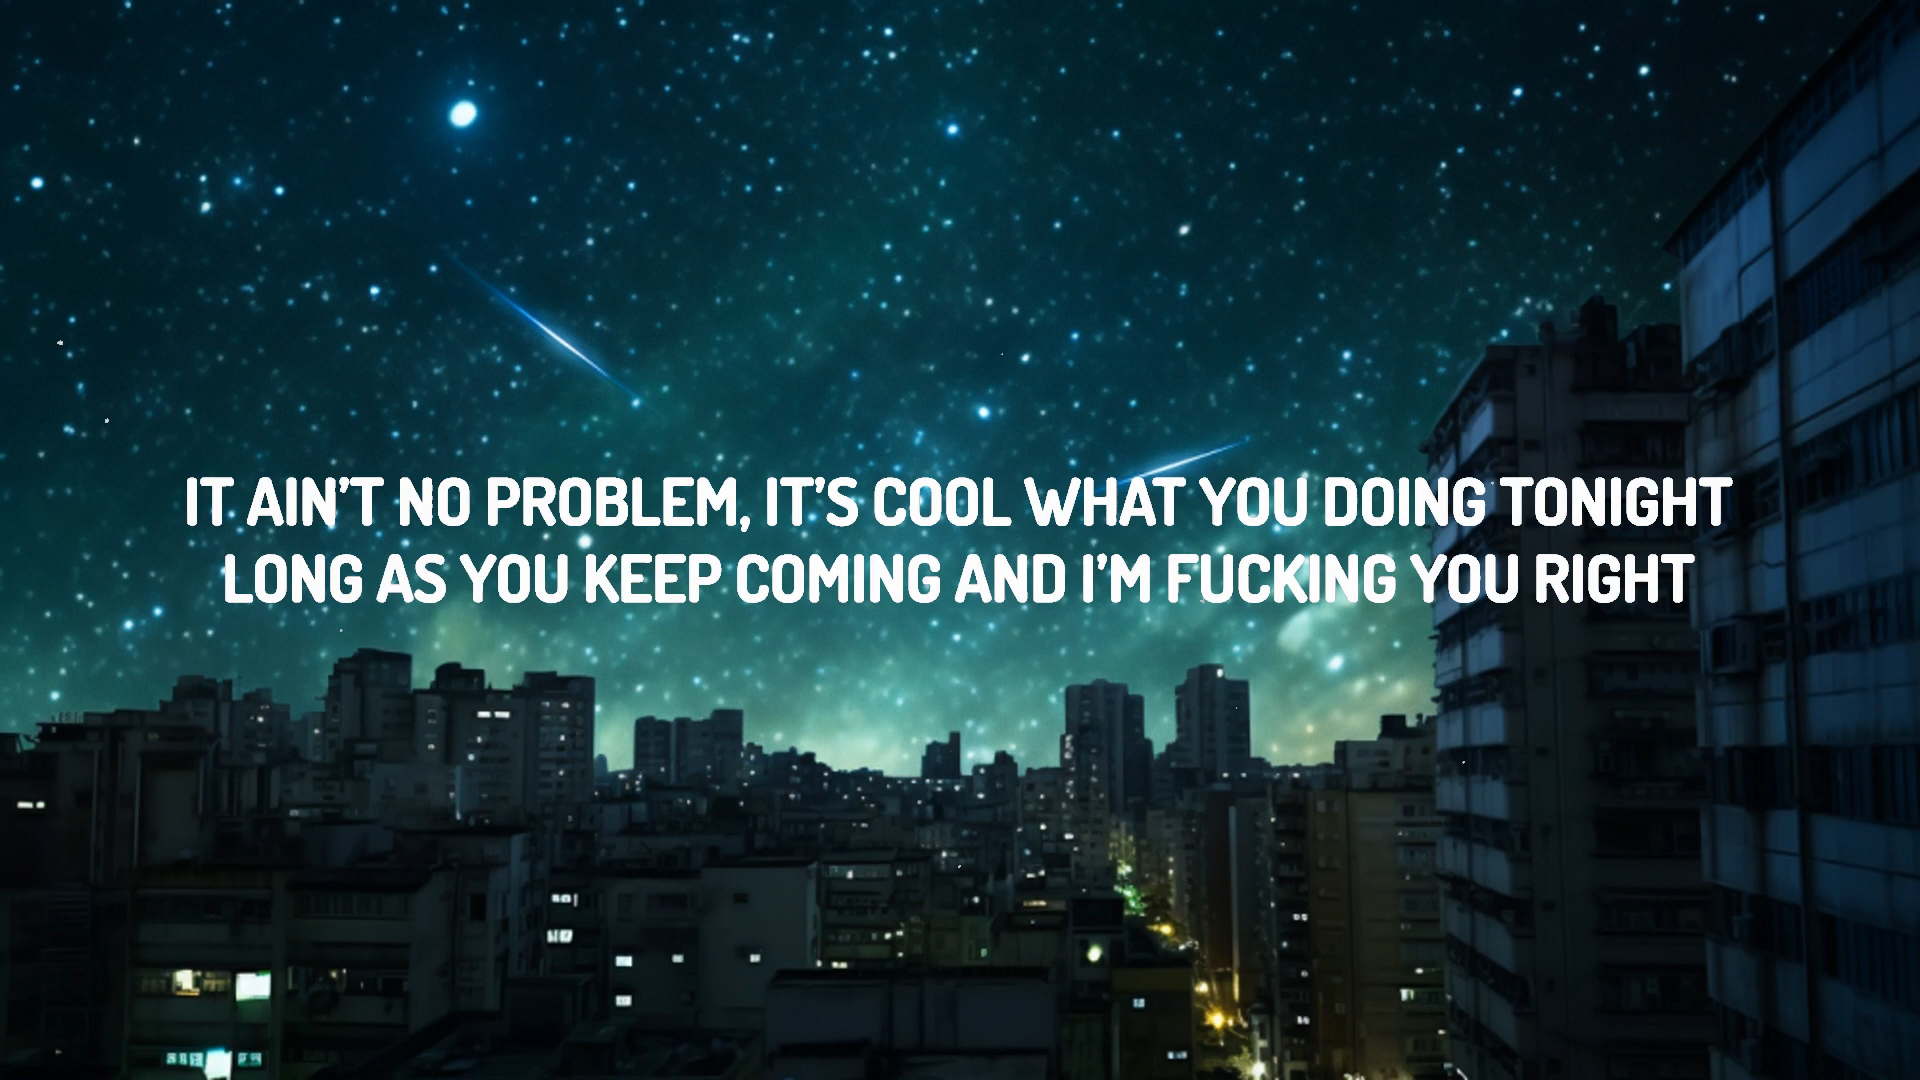 IT AIN'T NO PROBLEM, IT'S COOL WHAT YOU DOING TONIGHT
LONG AS YOU KEEP COMING AND I'M FUCKING YOU RIGHT